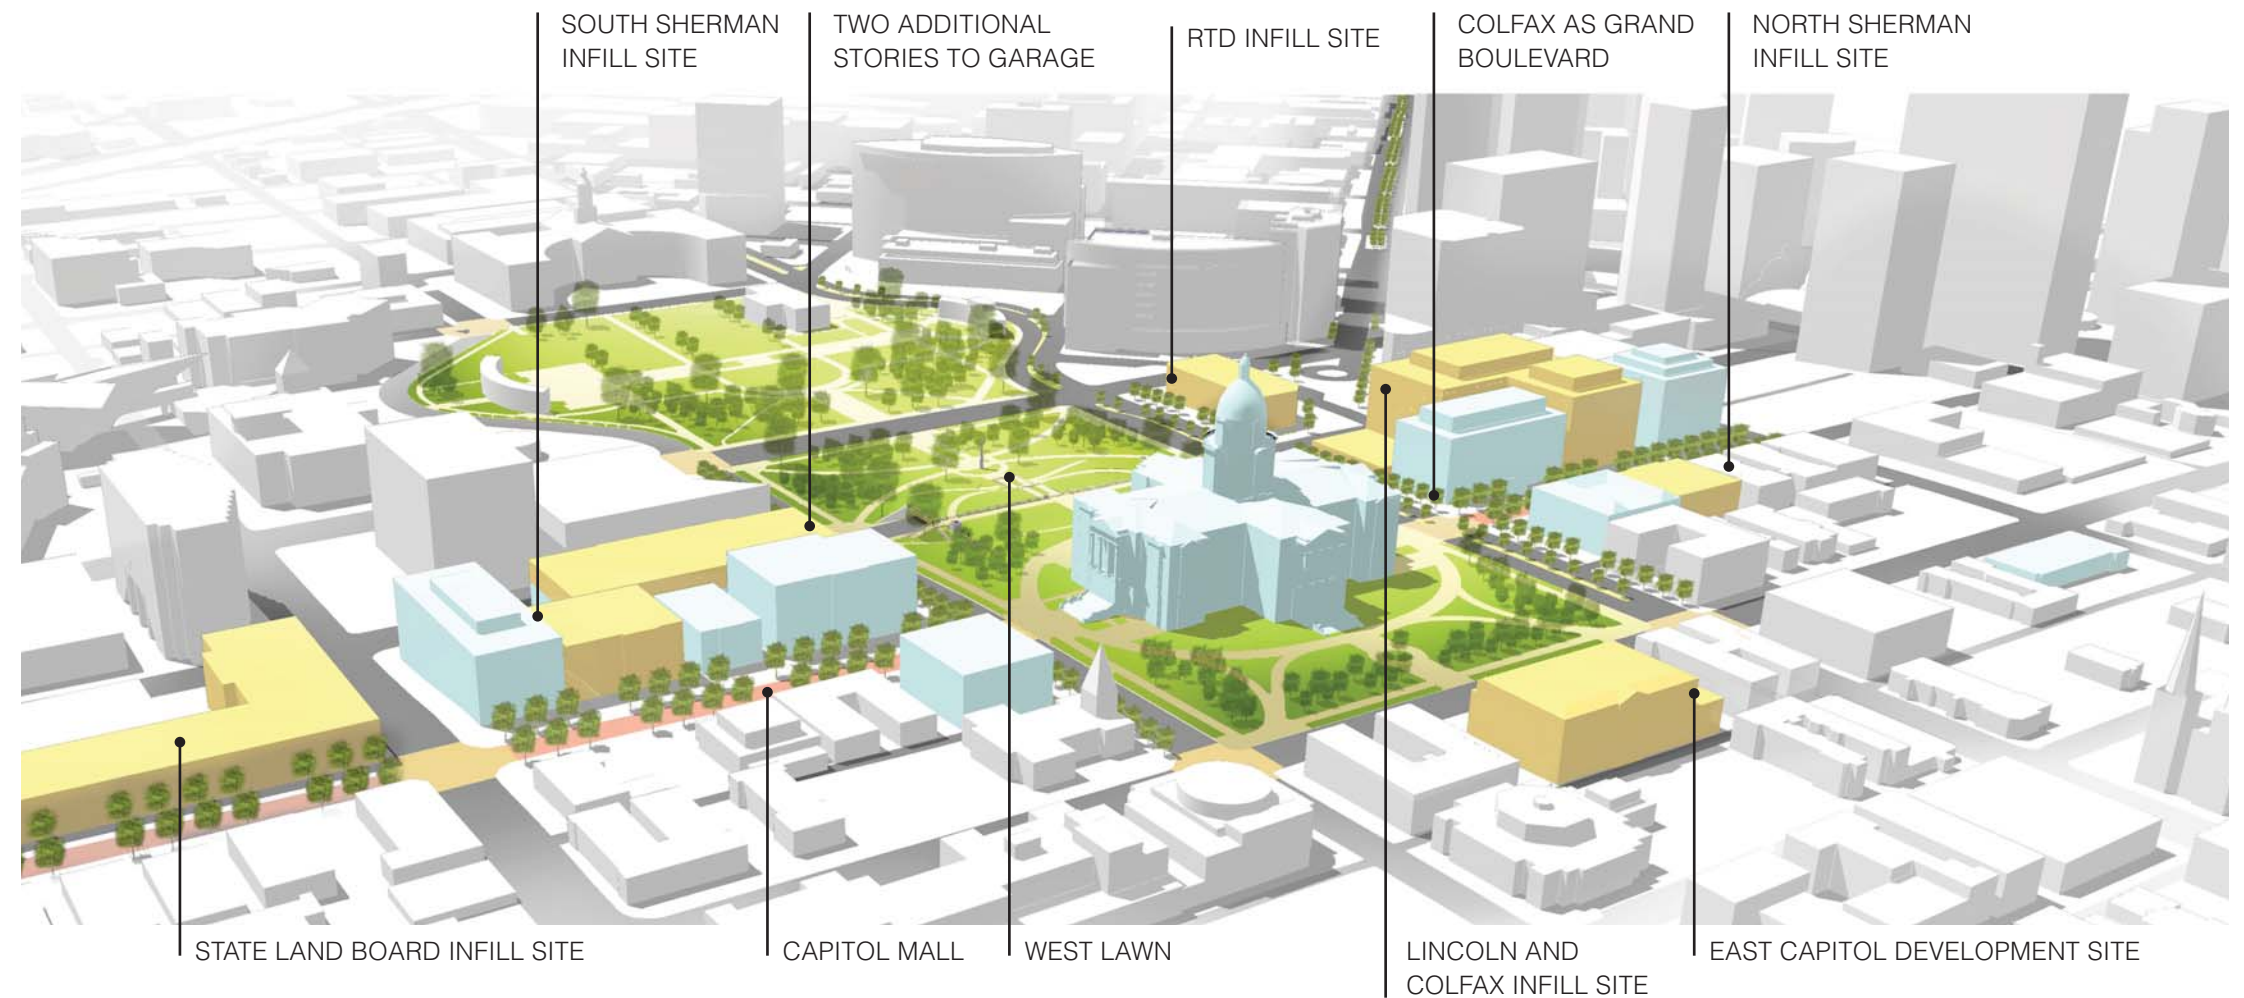 SOUTH SHERMAN
INFILL SITE
TWO ADDITIONAL
STORIES TO GARAGE
RTD INFILL SITE
COLFAX AS GRAND
BOULEVARD
NORTH SHERMAN
INFILL SITE
STATE LAND BOARD INFILL SITE
CAPITOL MALL
WEST LAWN
LINCOLN AND
COLFAX INFILL SITE
EAST CAPITOL DEVELOPMENT SITE